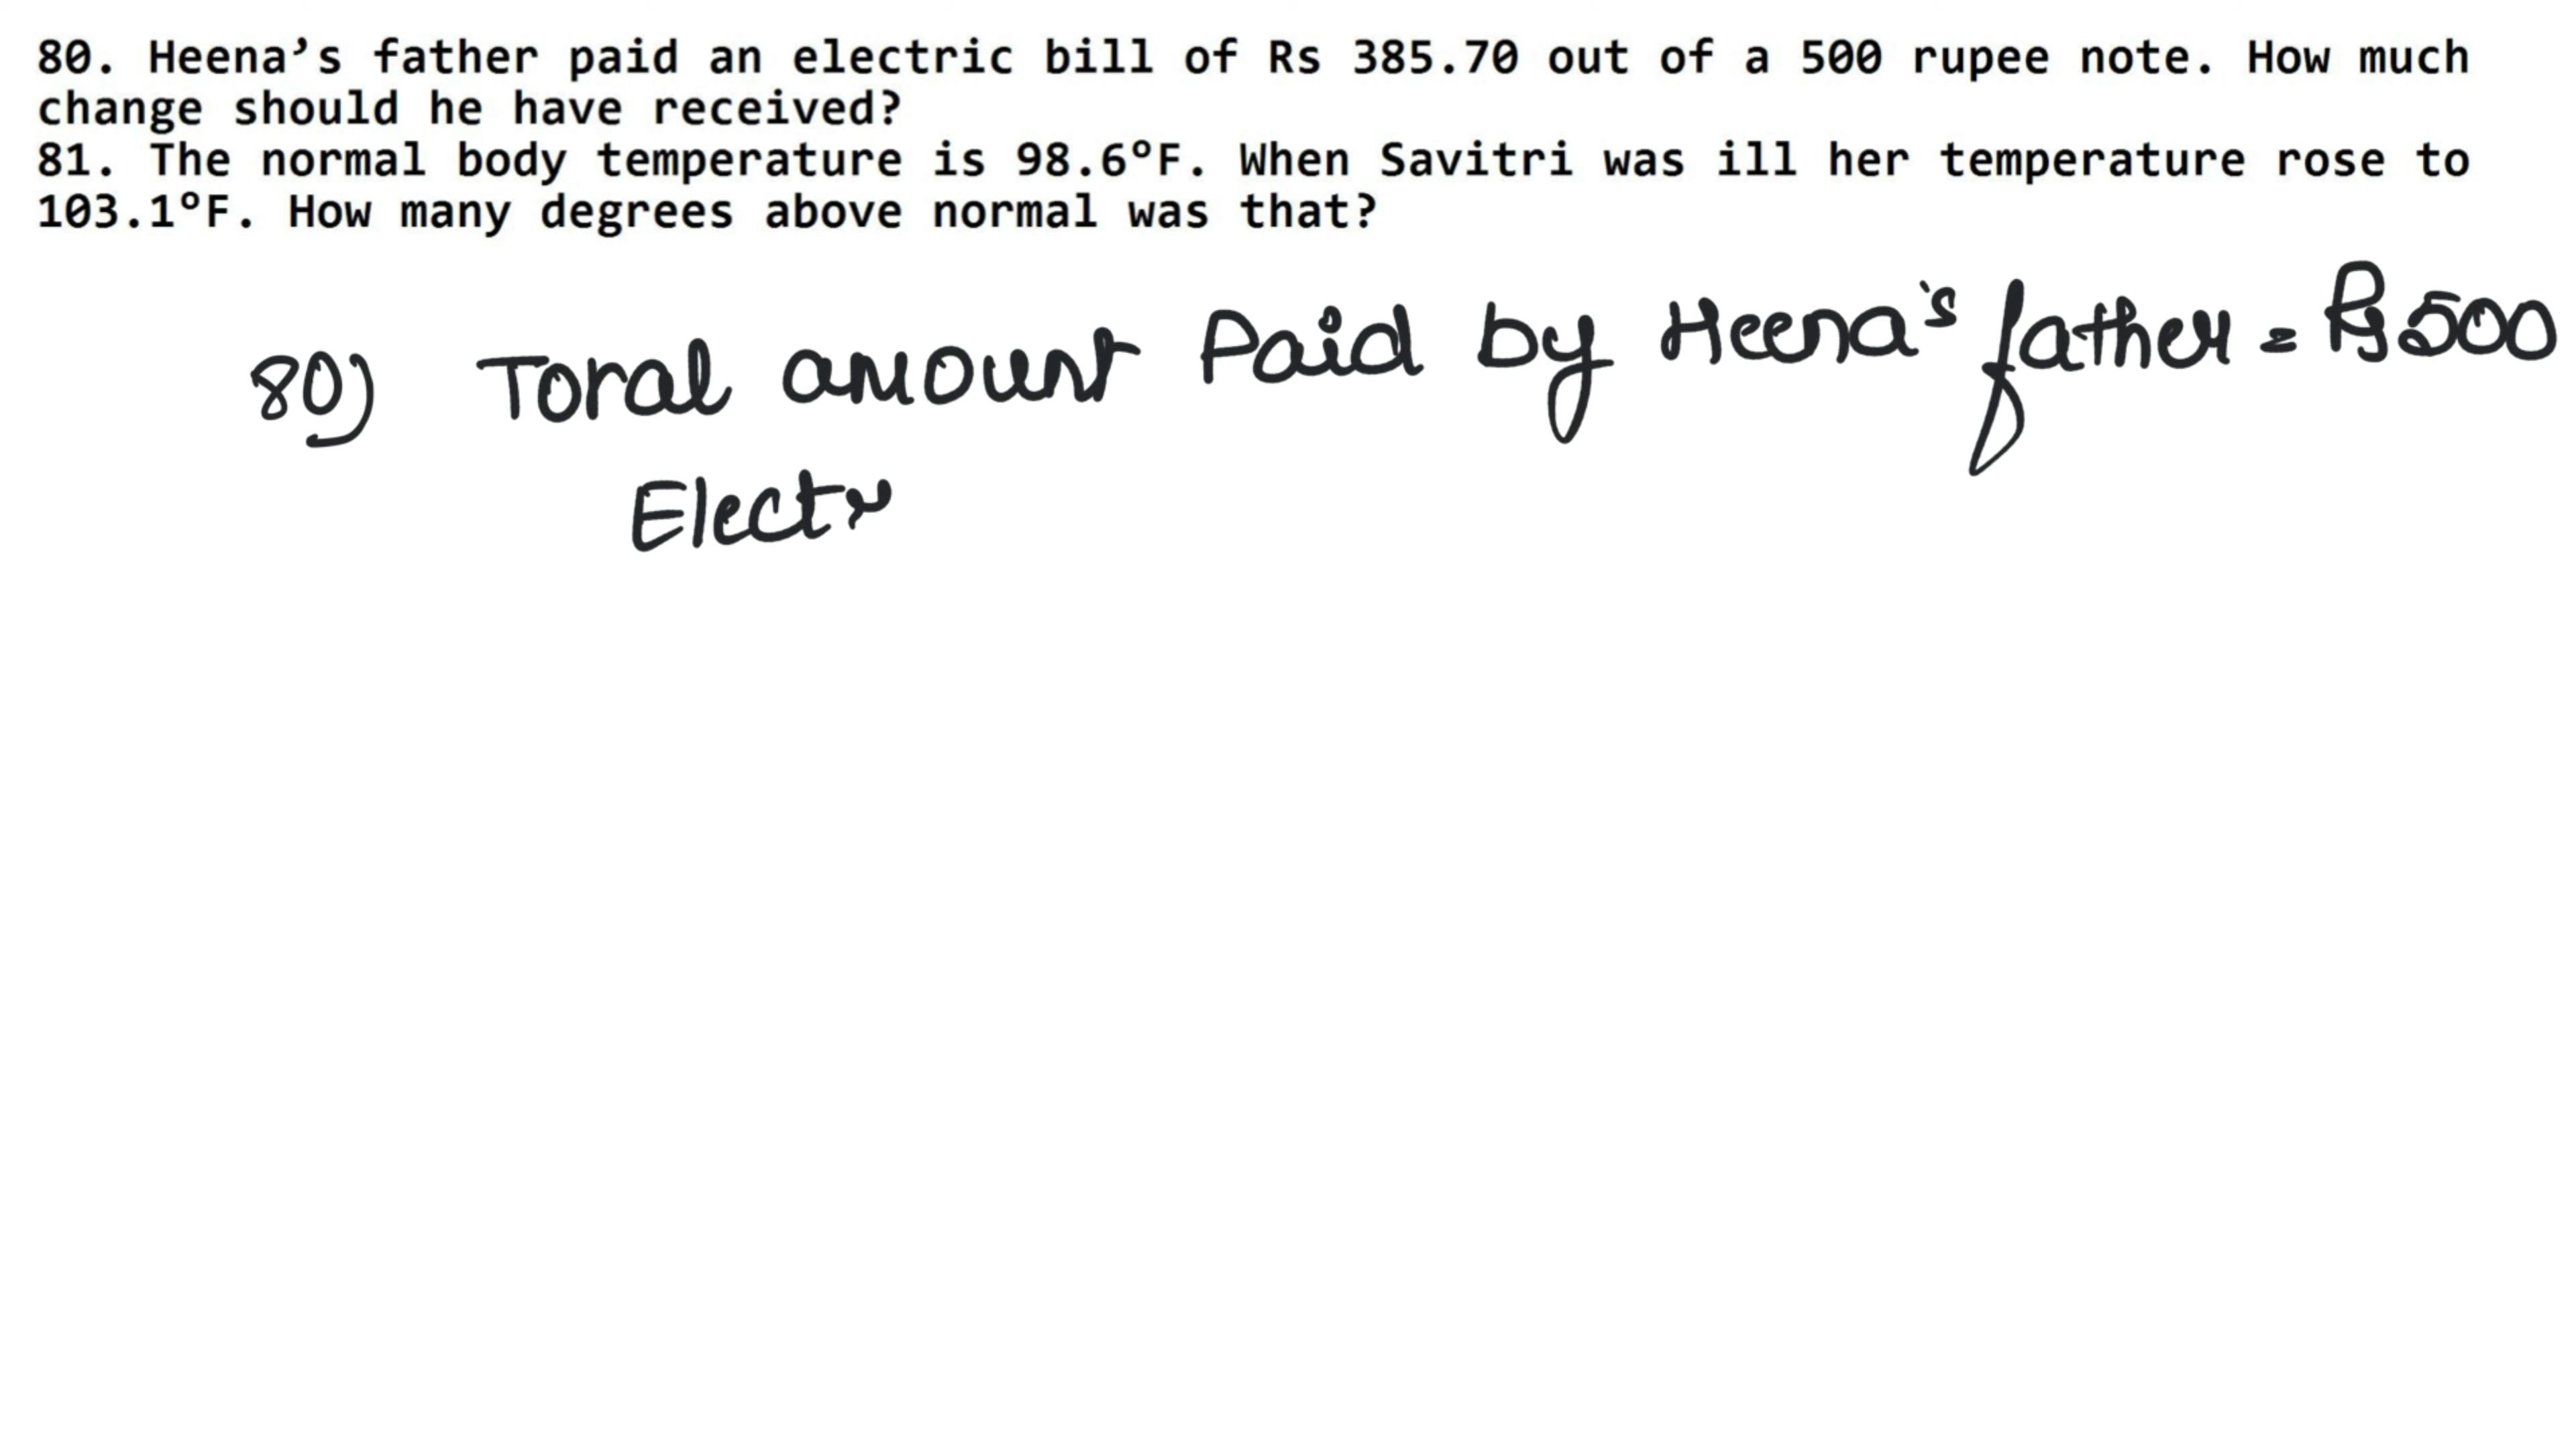 80. Heena’s father paid an electric bill of Rs 385.70 out of a 500 rupee note. How much
change should he have received?
81. The normal body temperature is 98.6°F. When Savitri was ill her temperature rose to
103.1°F. How many degrees above normal was that?
80) Total amount Paid by Heena's father = Rs500
Electr